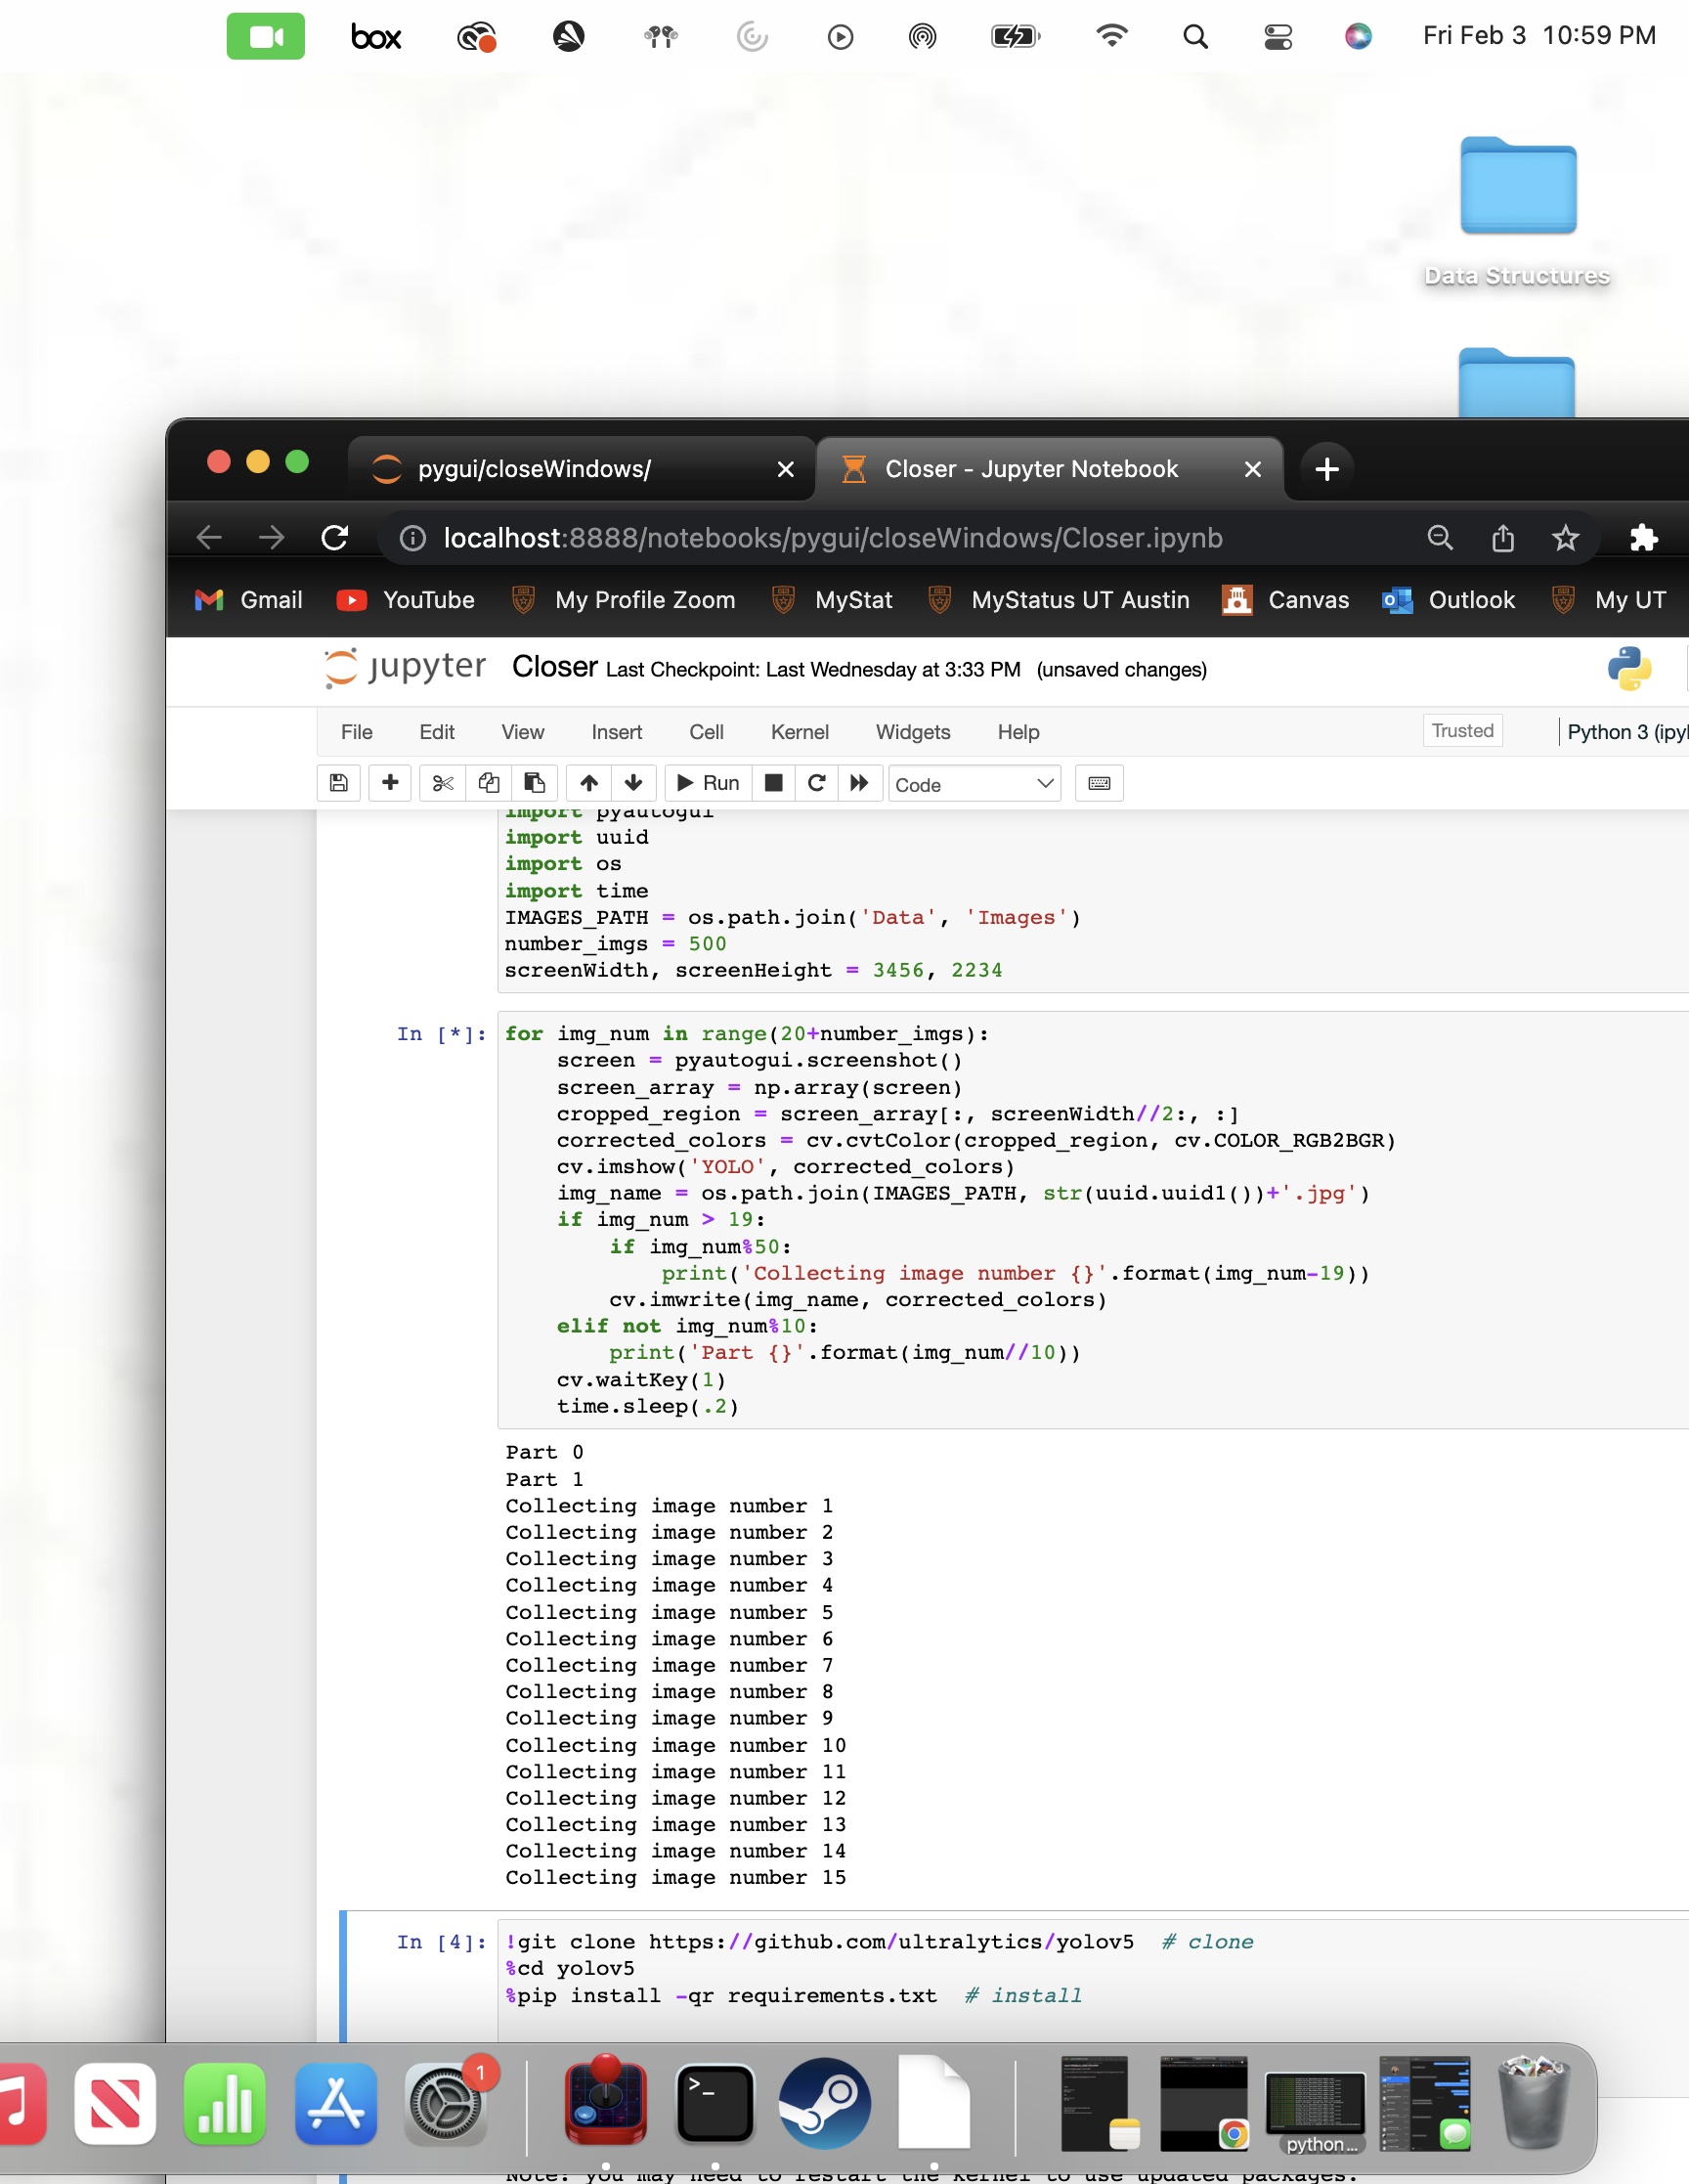 box
Fri Feb 3 10:59 PM
Data Structures
pygui/closeWindows/
Closer - Jupyter Notebook
localhost:8888/notebooks/pygui/closeWindows/Closer.ipynb
Gmail YouTube My Profile Zoom MyStat MyStatus UT Austin Canvas Outlook My UT
jupyter Closer Last Checkpoint: Last Wednesday at 3:33 PM (unsaved changes)
File Edit View Insert Cell Kernel Widgets Help Trusted Python 3 (ipyk
Run Code
import pyautogui
import uuid
import os
import time
IMAGES_PATH = os.path.join('Data', 'Images')
number_imgs = 500
screenWidth, screenHeight = 3456, 2234
In [*]: for img_num in range(20+number_imgs):
screen = pyautogui.screenshot()
screen_array = np.array(screen)
cropped_region = screen_array[:, screenWidth//2:, :]
corrected_colors = cv.cvtColor(cropped_region, cv.COLOR_RGB2BGR)
cv.imshow('YOLO', corrected_colors)
img_name = os.path.join(IMAGES_PATH, str(uuid.uuid1())+'.jpg')
if img_num > 19:
if img_num%50:
print('Collecting image number {}'.format(img_num-19))
cv.imwrite(img_name, corrected_colors)
elif not img_num%10:
print('Part {}'.format(img_num//10))
cv.waitKey(1)
time.sleep(.2)
Part 0
Part 1
Collecting image number 1
Collecting image number 2
Collecting image number 3
Collecting image number 4
Collecting image number 5
Collecting image number 6
Collecting image number 7
Collecting image number 8
Collecting image number 9
Collecting image number 10
Collecting image number 11
Collecting image number 12
Collecting image number 13
Collecting image number 14
Collecting image number 15
In [4]: !git clone https://github.com/ultralytics/yolov5 # clone
%cd yolov5
%pip install -qr requirements.txt # install
1
>_
python...
Note: you may need to restart the kernel to use updated packages.